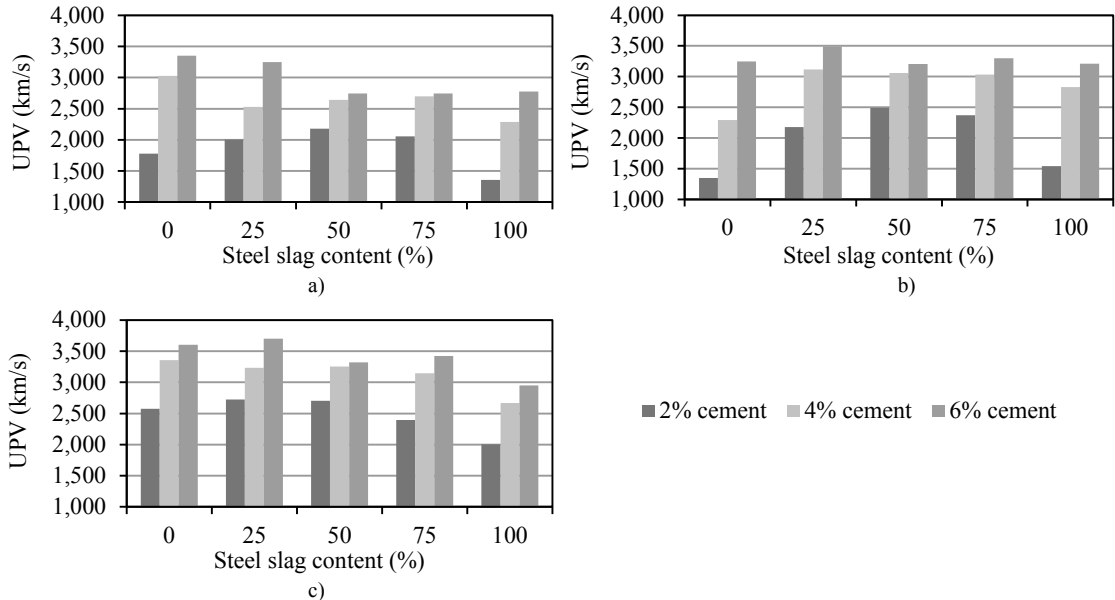 4,000
3,500
3,000
2,500
2,000
1,500
1,000
UPV (km/s)
0 25 50 75 100
Steel slag content (%)
a)
4,000
3,500
3,000
2,500
2,000
1,500
1,000
UPV (km/s)
0 25 50 75 100
Steel slag content (%)
b)
4,000
3,500
3,000
2,500
2,000
1,500
1,000
UPV (km/s)
0 25 50 75 100
Steel slag content (%)
c)
2% cement 4% cement 6% cement